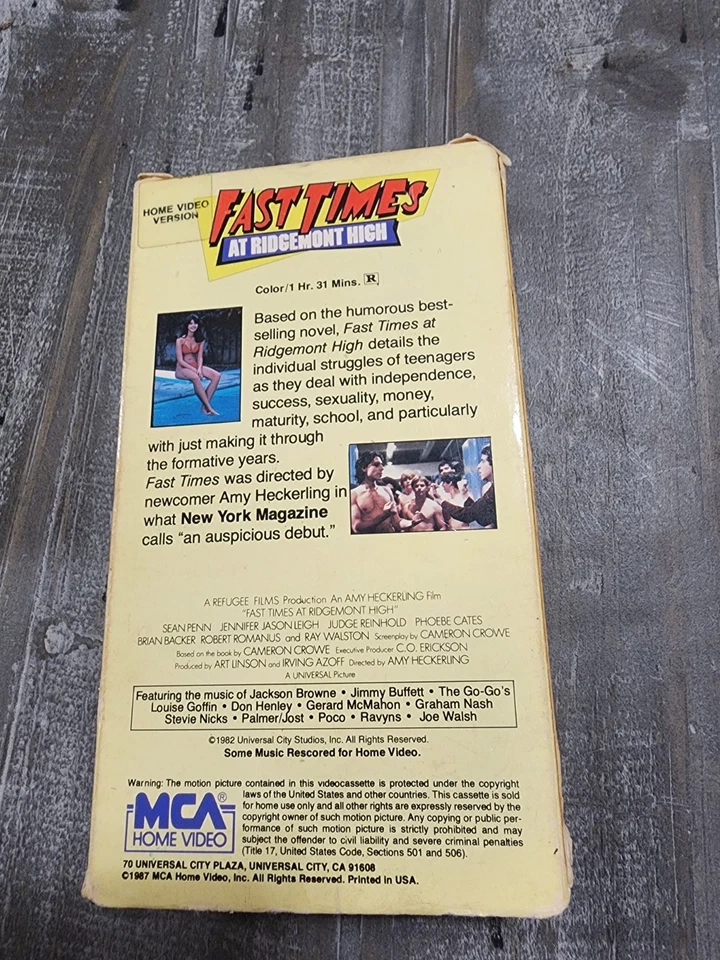 HOME VIDEO
VERSION
FAST TIMES
AT RIDGEMONT HIGH
Color/1 Hr. 31 Mins. R
Based on the humorous best-
selling novel, Fast Times at
Ridgemont High details the
individual struggles of teenagers
as they deal with independence,
success, sexuality, money,
maturity, school, and particularly
with just making it through
the formative years.
Fast Times was directed by
newcomer Amy Heckerling in
what New York Magazine
calls “an auspicious debut.”
A REFUGEE FILMS Production An AMY HECKERLING Film
“FAST TIMES AT RIDGEMONT HIGH”
SEAN PENN JENNIFER JASON LEIGH JUDGE REINHOLD PHOEBE CATES
BRIAN BACKER ROBERT ROMANUS and RAY WALSTON Screenplay by CAMERON CROWE
Based on the book by CAMERON CROWE Executive Producer C.O. ERICKSON
Produced by ART LINSON and IRVING AZOFF Directed by AMY HECKERLING
A UNIVERSAL Picture
Featuring the music of Jackson Browne • Jimmy Buffett • The Go-Go's
Louise Goffin • Don Henley • Gerard McMahon • Graham Nash
Stevie Nicks • Palmer/Jost • Poco • Ravyns • Joe Walsh
©1982 Universal City Studios, Inc. All Rights Reserved.
Some Music Rescored for Home Video.
Warning: The motion picture contained in this videocassette is protected under the copyright
laws of the United States and other countries. This cassette is sold
for home use only and all other rights are expressly reserved by the
copyright owner of such motion picture. Any copying or public per-
formance of such motion picture is strictly prohibited and may
subject the offender to civil liability and severe criminal penalties
(Title 17, United States Code, Sections 501 and 506).
MCA®
HOME VIDEO
70 UNIVERSAL CITY PLAZA, UNIVERSAL CITY, CA 91608
©1987 MCA Home Video, Inc. All Rights Reserved. Printed in USA.